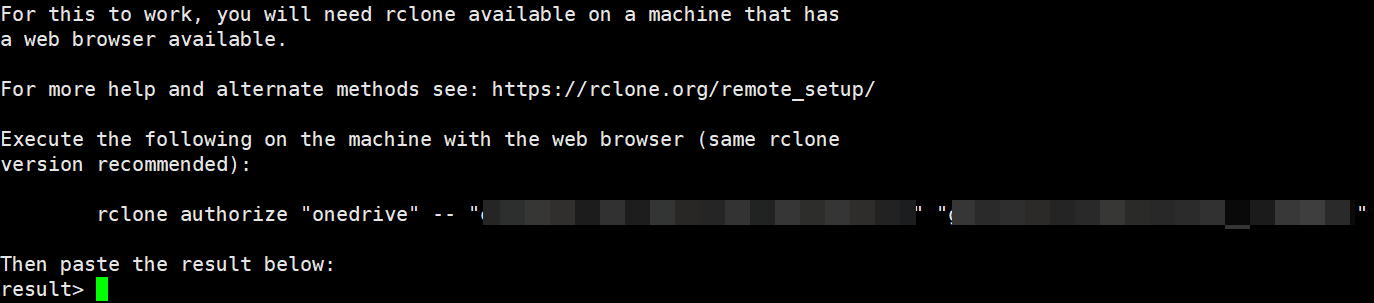 For this to work, you will need rclone available on a machine that has
a web browser available.
For more help and alternate methods see: https://rclone.org/remote_setup/
Execute the following on the machine with the web browser (same rclone
version recommended):
rclone authorize "onedrive" -- " " " "
Then paste the result below:
result>